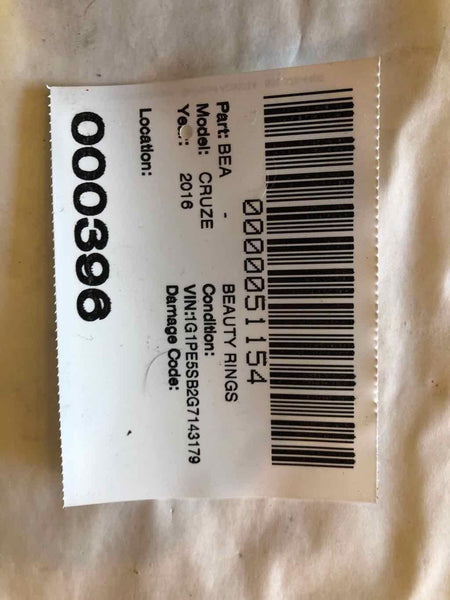 0000051154
Part: BEA - BEAUTY RINGS
Model: CRUZE Condition:
Year: 2016 VIN:1G1PE5SB2G7143179
Damage Code:
Location:
000396